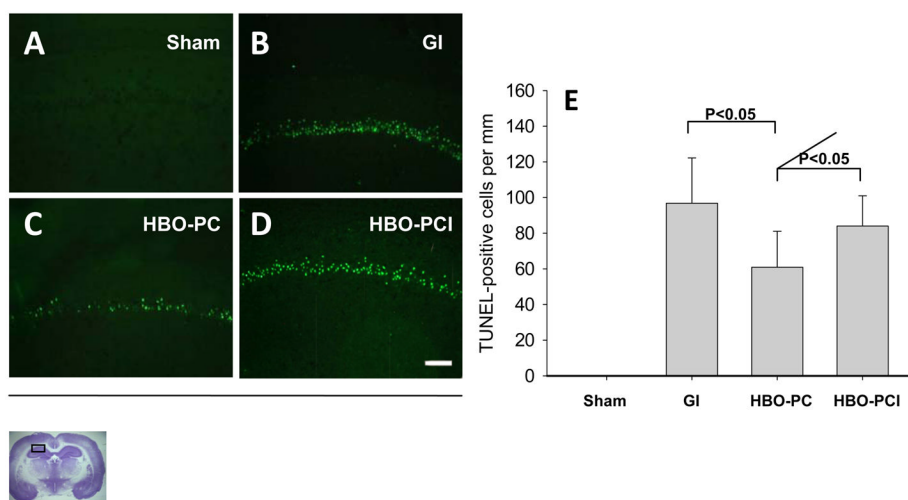 A Sham
B GI
C HBO-PC
D HBO-PCI
E
TUNEL-positive cells per mm
160
140
120
100
80
60
40
20
0
P<0.05
P<0.05
Sham GI HBO-PC HBO-PCI